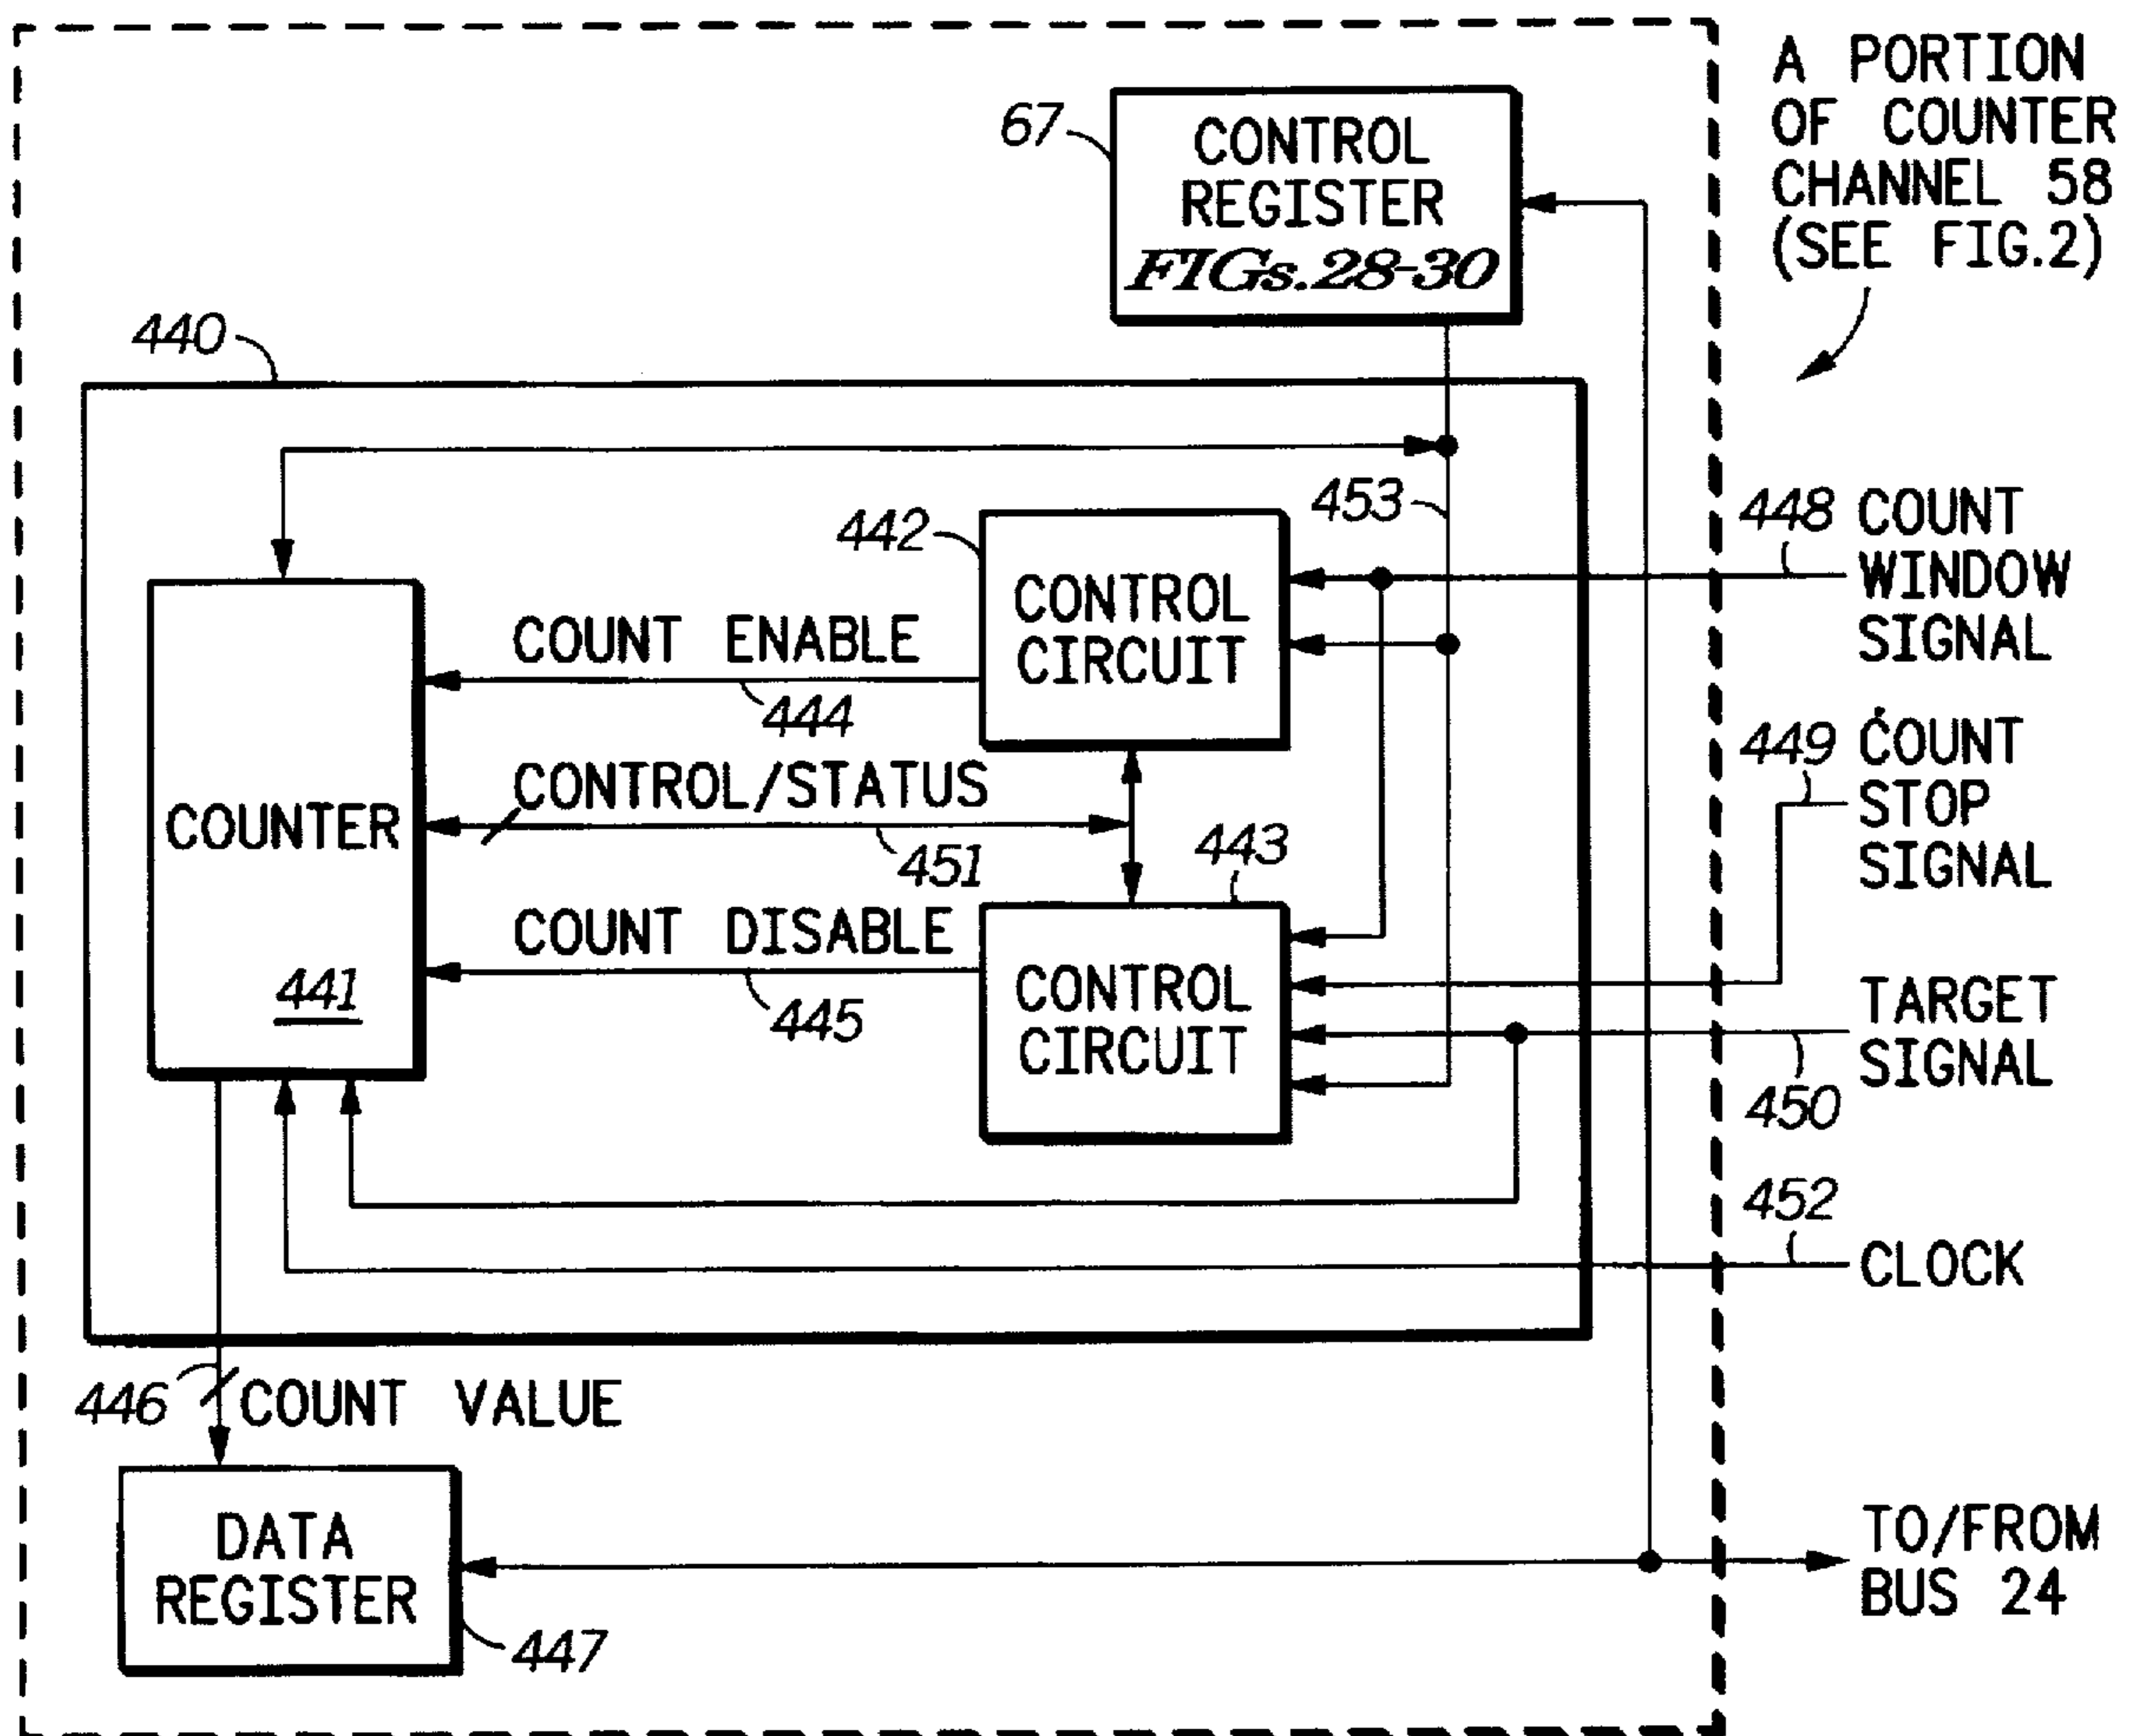 A PORTION
OF COUNTER
CHANNEL 58
(SEE FIG.2)
67
CONTROL
REGISTER
FIGs.28-30
440
453
442
CONTROL
CIRCUIT
448
COUNT
WINDOW
SIGNAL
COUNT ENABLE
444
449
COUNT
STOP
SIGNAL
CONTROL/STATUS
451
COUNTER
441
443
COUNT DISABLE
445
CONTROL
CIRCUIT
TARGET
SIGNAL
450
452
CLOCK
446
COUNT VALUE
DATA
REGISTER
447
TO/FROM
BUS 24